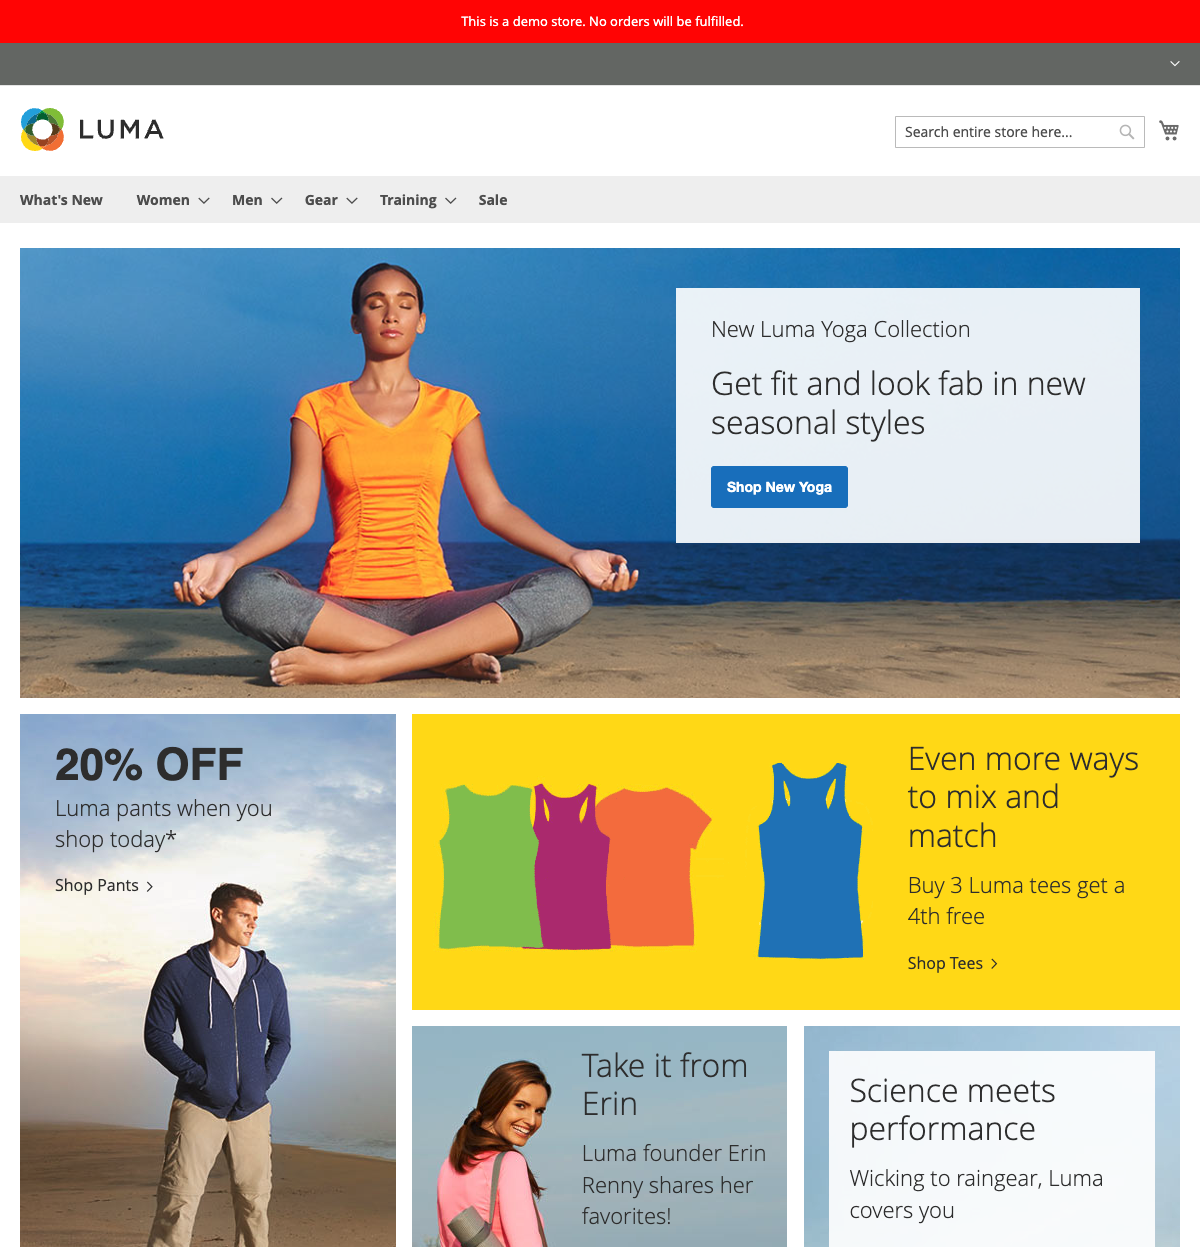 This is a demo store. No orders will be fulfilled.
LUMA
Search entire store here...
What's New Women Men Gear Training Sale
New Luma Yoga Collection
Get fit and look fab in new
seasonal styles
Shop New Yoga
20% OFF
Luma pants when you
shop today*
Shop Pants
Even more ways
to mix and
match
Buy 3 Luma tees get a
4th free
Shop Tees
Take it from
Erin
Luma founder Erin
Renny shares her
favorites!
Science meets
performance
Wicking to raingear, Luma
covers you